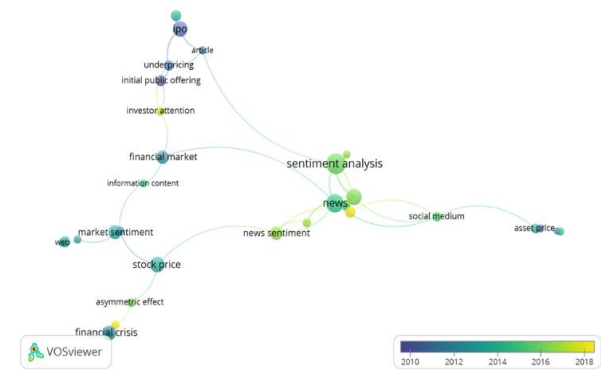 ipo
article
underpricing
initial public offering
investor attention
financial market
sentiment analysis
information content
news
social medium
market sentiment
web
news sentiment
asset price
stock price
asymmetric effect
financial crisis
VOSviewer
2010 2012 2014 2016 2018